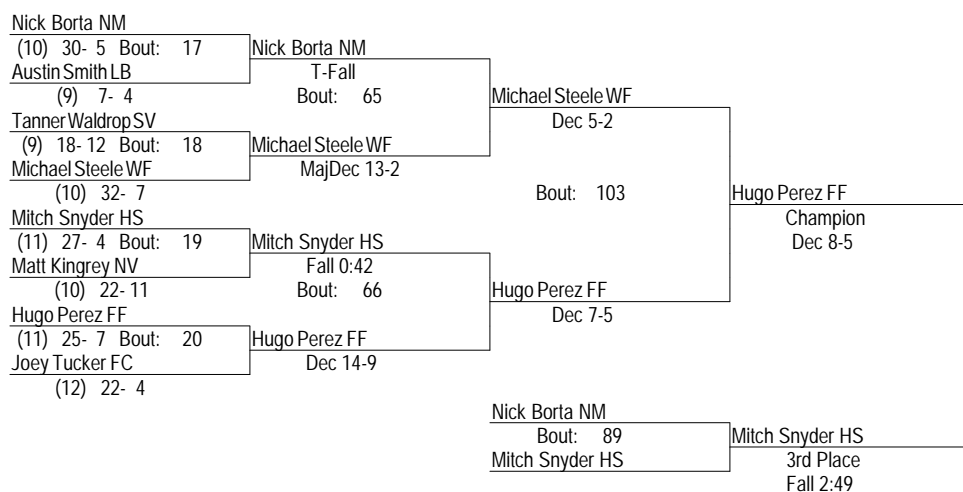 Nick Borta NM
(10) 30- 5 Bout: 17
Austin Smith LB
(9) 7- 4
Tanner Waldrop SV
(9) 18- 12 Bout: 18
Michael Steele WF
(10) 32- 7
Mitch Snyder HS
(11) 27- 4 Bout: 19
Matt Kingrey NV
(10) 22- 11
Hugo Perez FF
(11) 25- 7 Bout: 20
Joey Tucker FC
(12) 22- 4
Nick Borta NM
T-Fall
Bout: 65
Michael Steele WF
MajDec 13-2
Mitch Snyder HS
Fall 0:42
Bout: 66
Hugo Perez FF
Dec 14-9
Michael Steele WF
Dec 5-2
Bout: 103
Hugo Perez FF
Dec 7-5
Hugo Perez FF
Champion
Dec 8-5
Nick Borta NM
Bout: 89
Mitch Snyder HS
Mitch Snyder HS
3rd Place
Fall 2:49